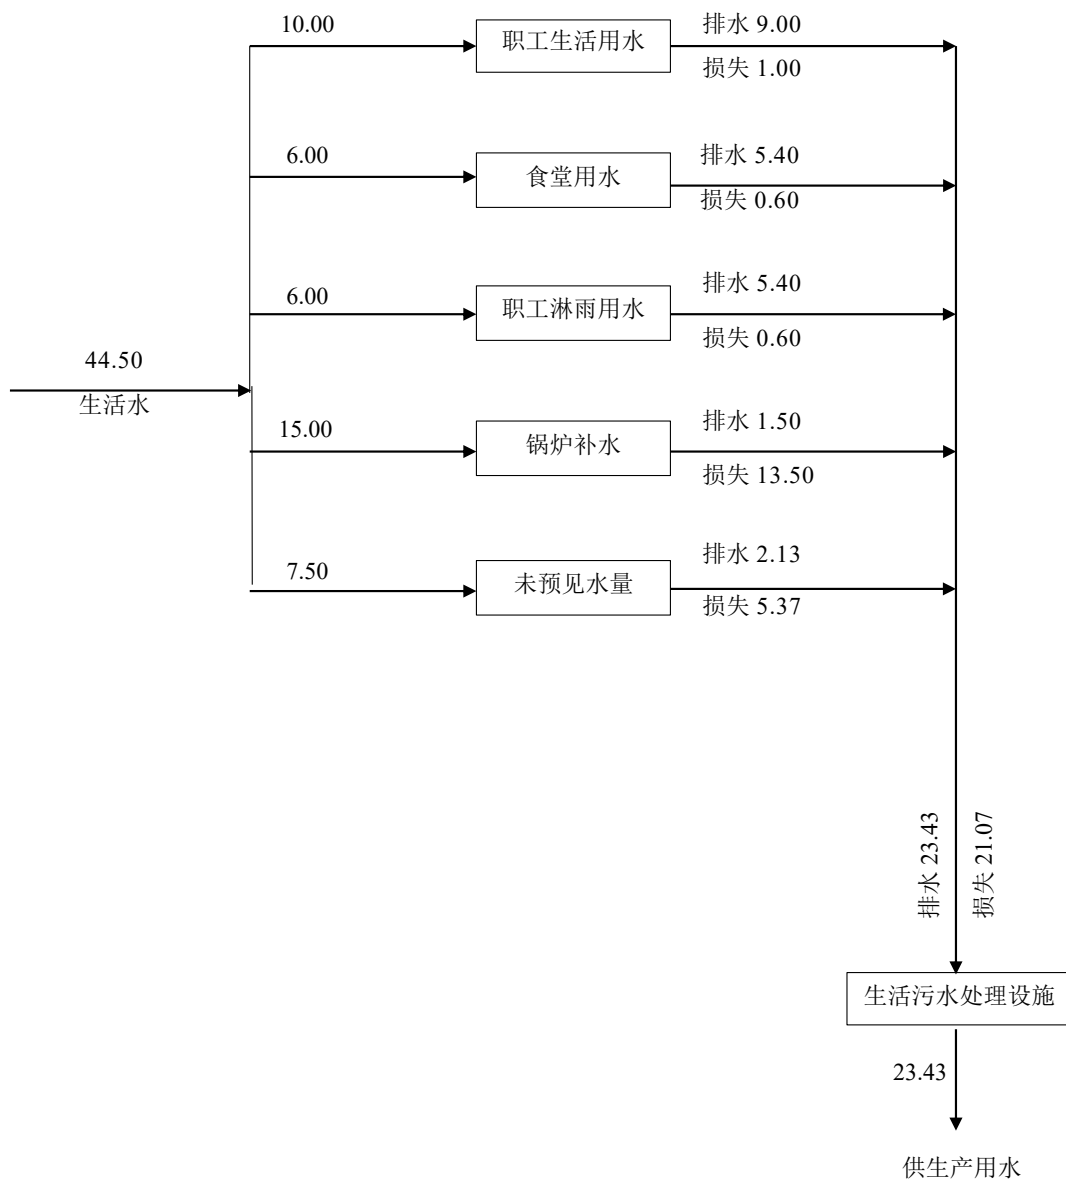 10.00
职工生活用水
排水 9.00
损失 1.00
6.00
食堂用水
排水 5.40
损失 0.60
6.00
职工淋雨用水
排水 5.40
损失 0.60
44.50
生活水
15.00
锅炉补水
排水 1.50
损失 13.50
7.50
未预见水量
排水 2.13
损失 5.37
排水 23.43
损失 21.07
生活污水处理设施
23.43
供生产用水